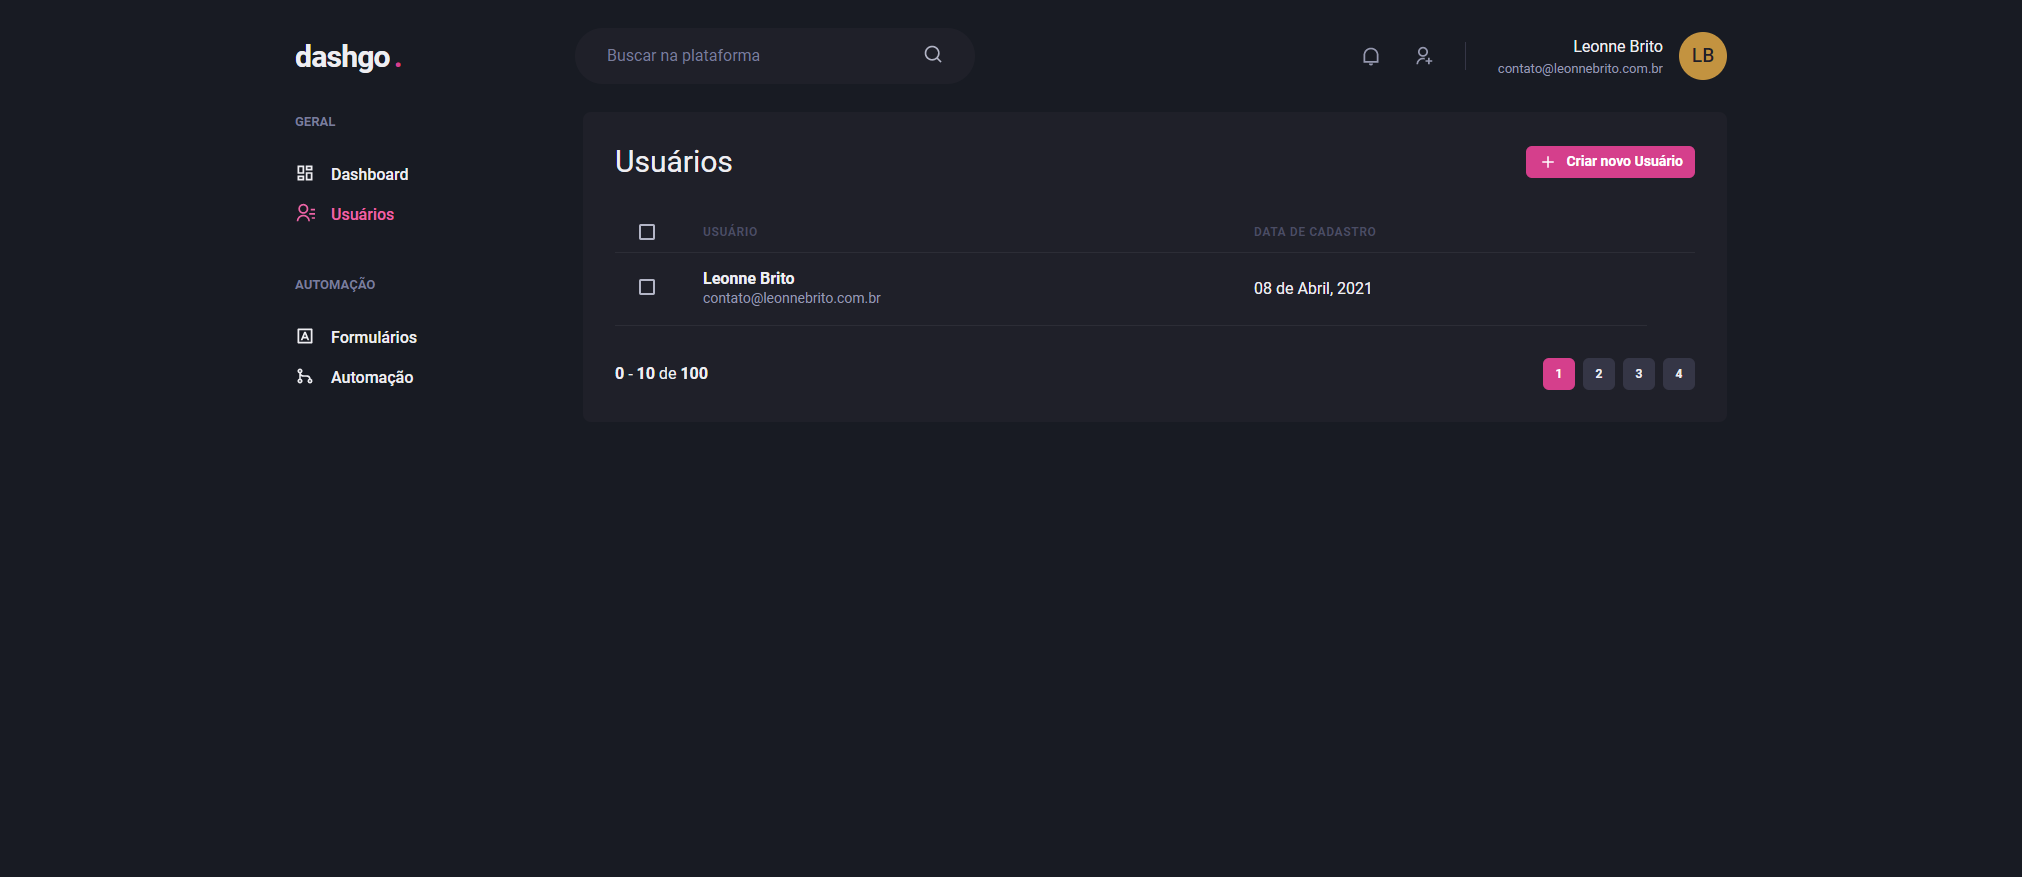 dashgo.
Buscar na plataforma
Leonne Brito
contato@leonnebrito.com.br
LB
GERAL
Dashboard
Usuários
AUTOMAÇÃO
Formulários
Automação
Usuários
Criar novo Usuário
USUÁRIO DATA DE CADASTRO
Leonne Brito
contato@leonnebrito.com.br
08 de Abril, 2021
0 - 10 de 100
1 2 3 4